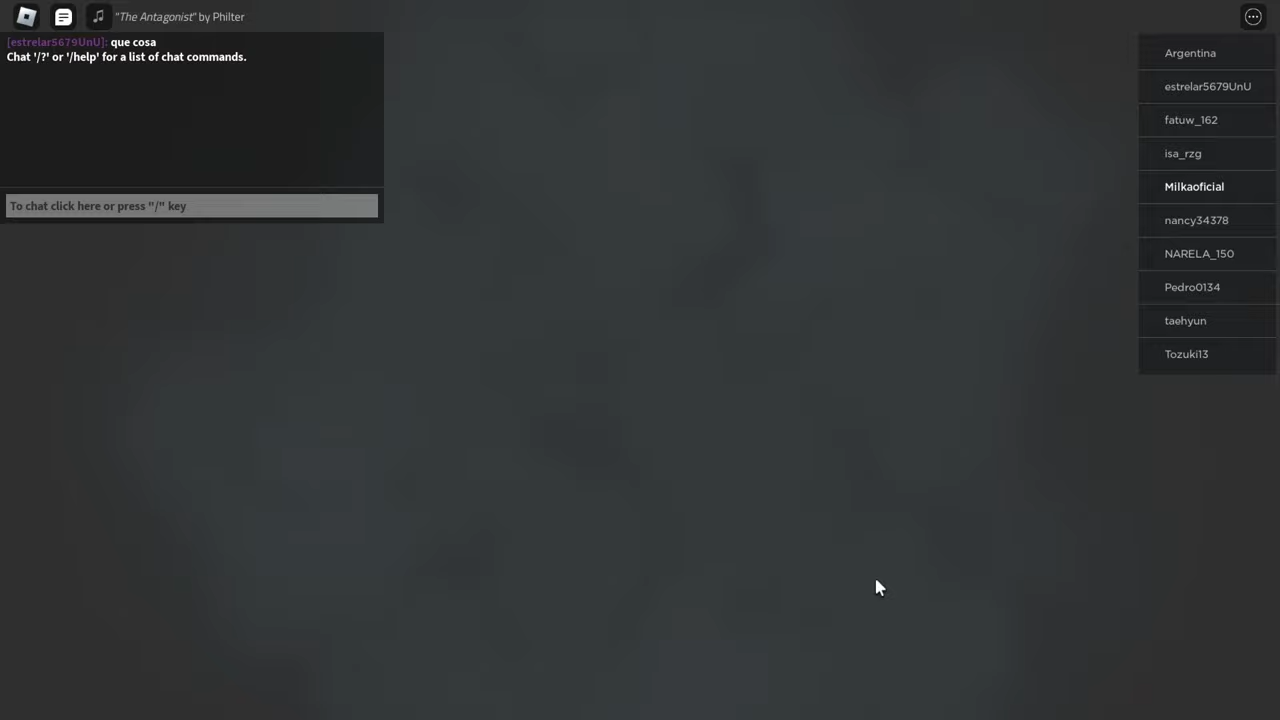 "The Antagonist" by Philter
[estrelar5679UnU]: que cosa
Chat '/?' or '/help' for a list of chat commands.
To chat click here or press "/" key
Argentina
estrelar5679UnU
fatuw_162
isa_rzg
Milkaoficial
nancy34378
NARELA_150
Pedro0134
taehyun
Tozuki13